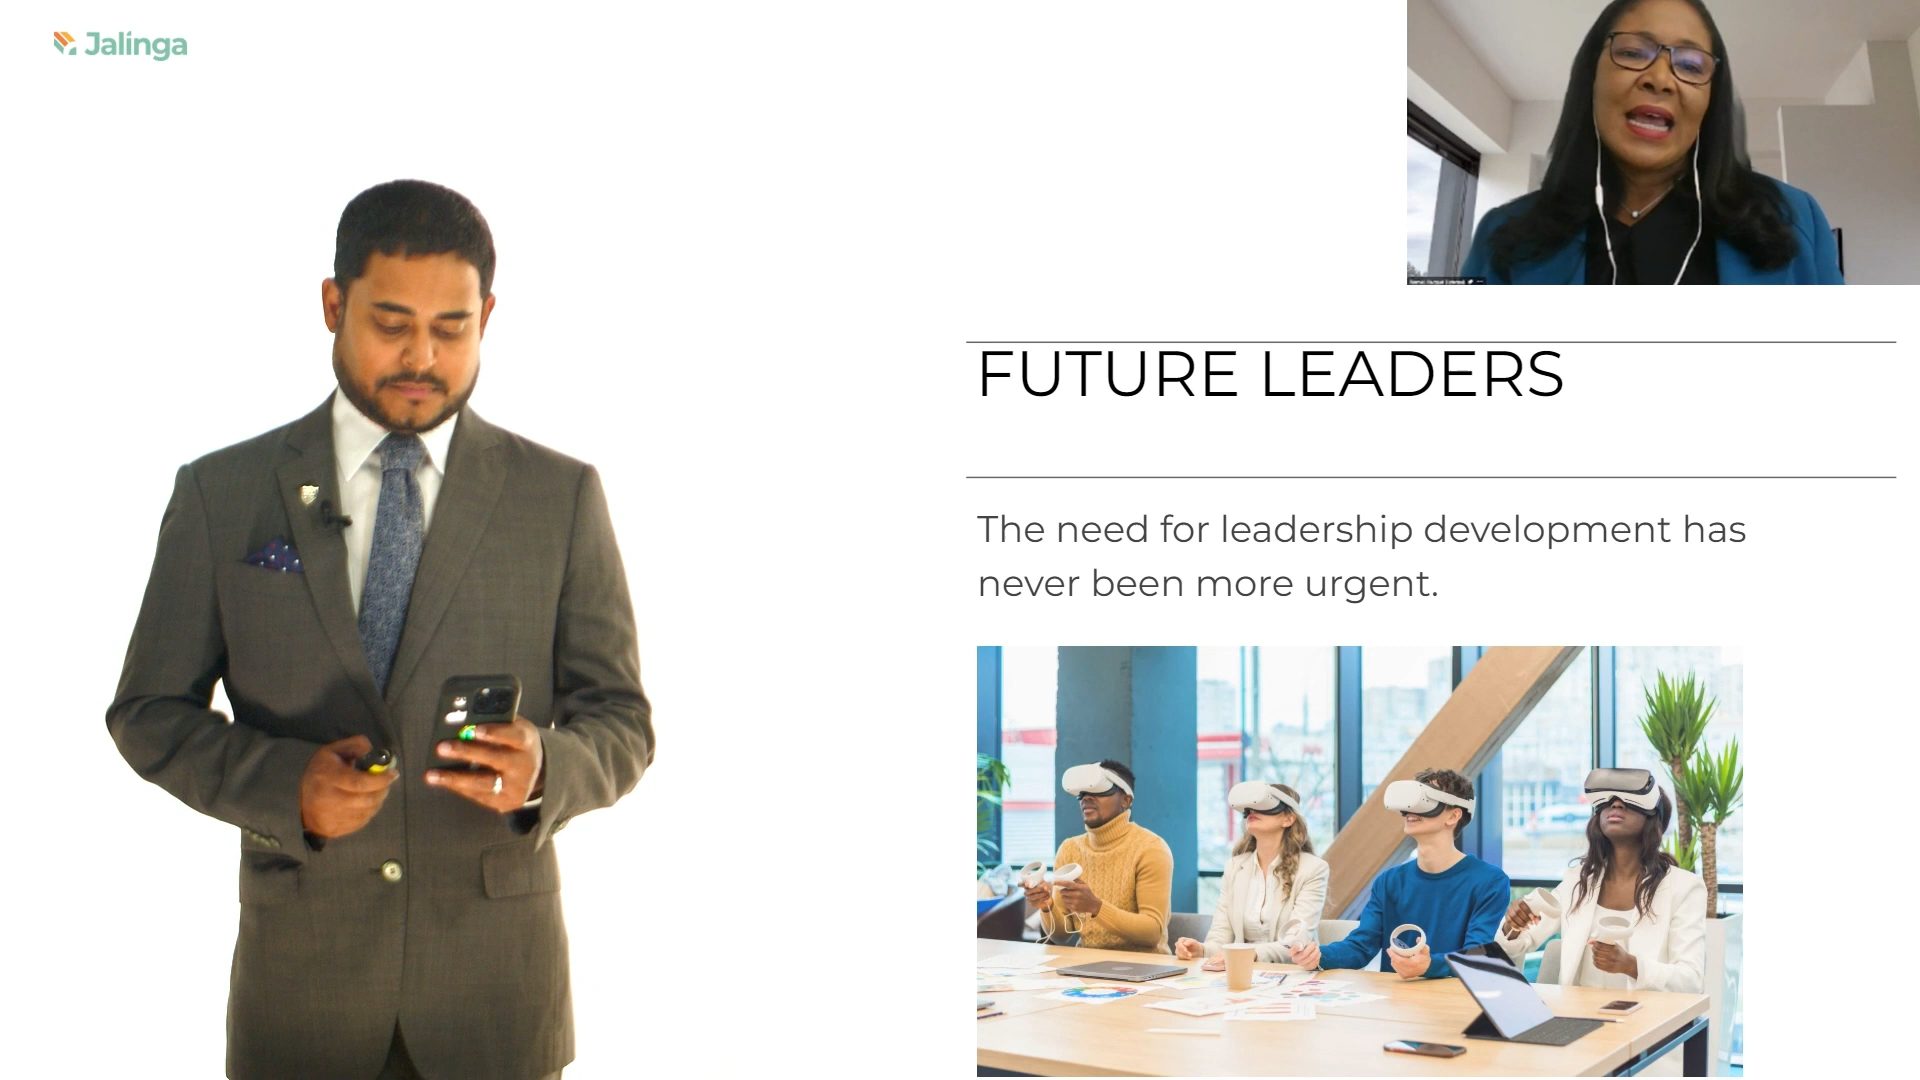 Jalinga
FUTURE LEADERS
The need for leadership development has
never been more urgent.